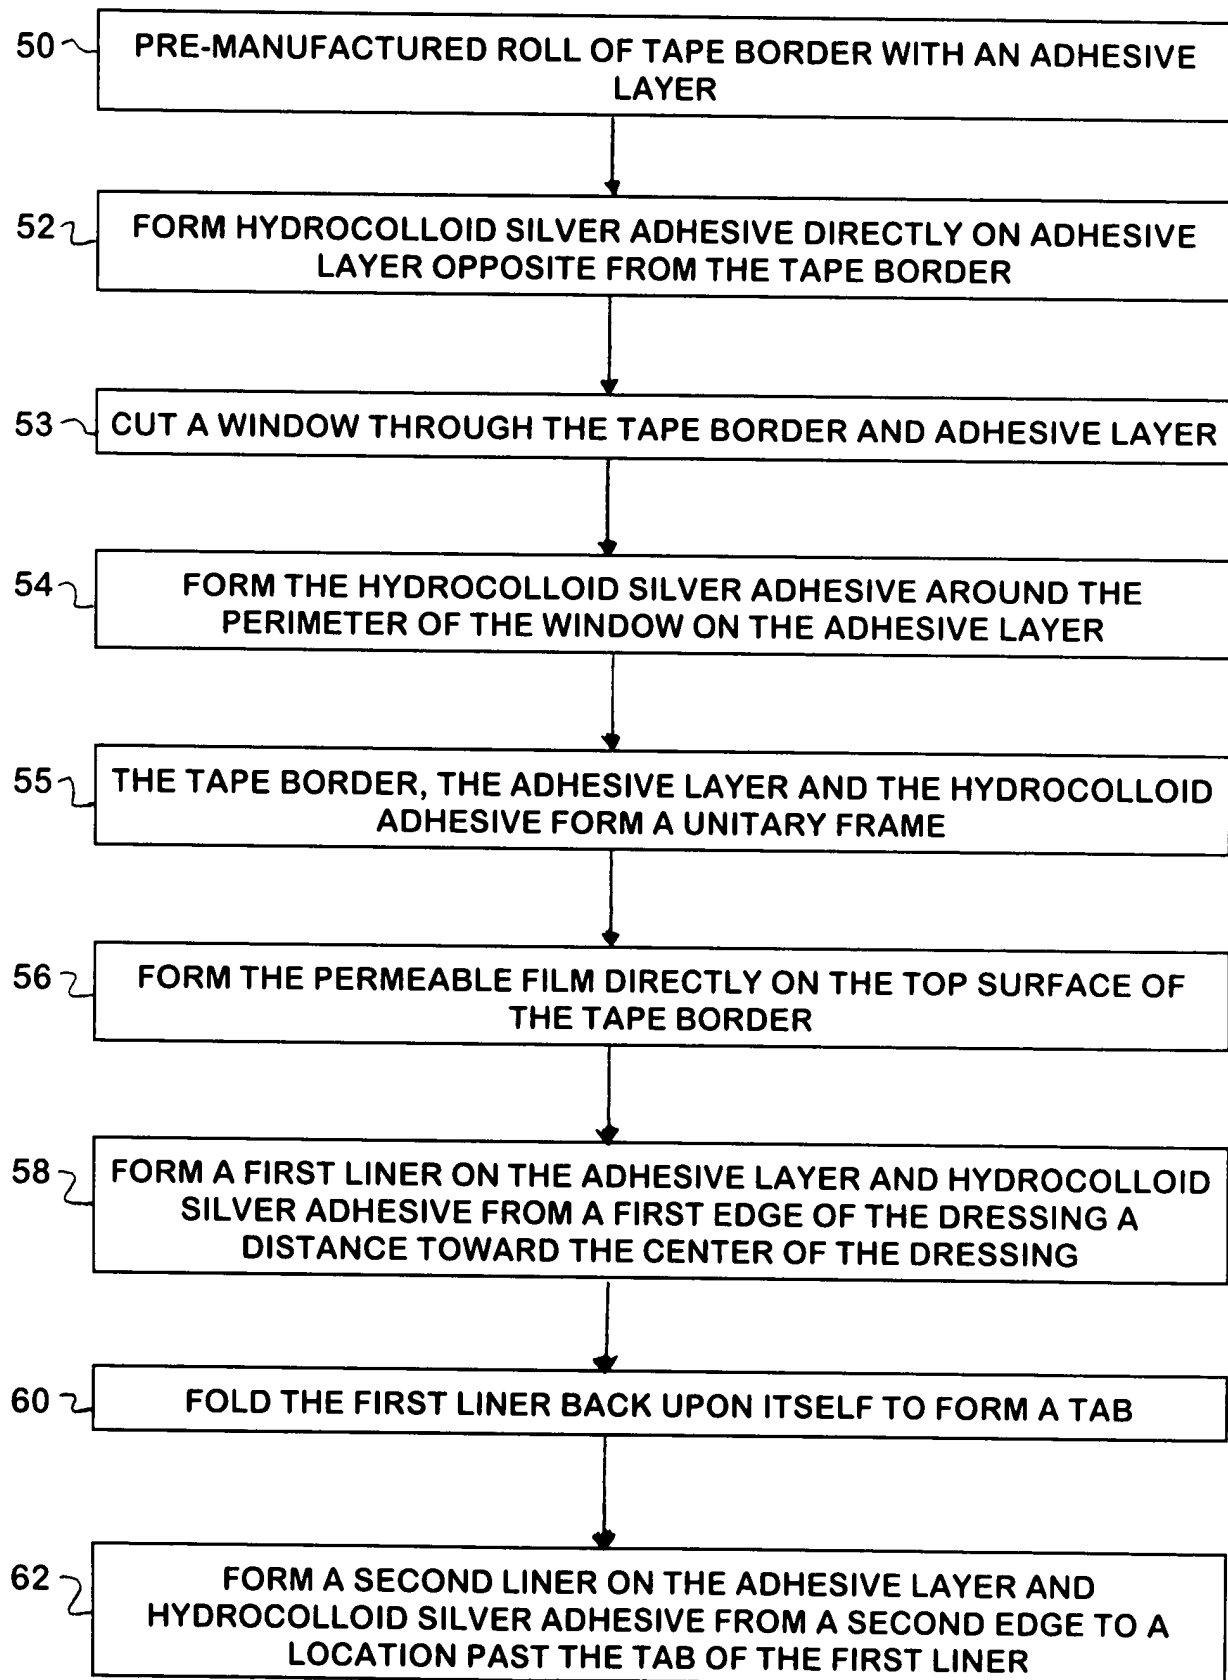 50
PRE-MANUFACTURED ROLL OF TAPE BORDER WITH AN ADHESIVE
LAYER
52
FORM HYDROCOLLOID SILVER ADHESIVE DIRECTLY ON ADHESIVE
LAYER OPPOSITE FROM THE TAPE BORDER
53
CUT A WINDOW THROUGH THE TAPE BORDER AND ADHESIVE LAYER
54
FORM THE HYDROCOLLOID SILVER ADHESIVE AROUND THE
PERIMETER OF THE WINDOW ON THE ADHESIVE LAYER
55
THE TAPE BORDER, THE ADHESIVE LAYER AND THE HYDROCOLLOID
ADHESIVE FORM A UNITARY FRAME
56
FORM THE PERMEABLE FILM DIRECTLY ON THE TOP SURFACE OF
THE TAPE BORDER
58
FORM A FIRST LINER ON THE ADHESIVE LAYER AND HYDROCOLLOID
SILVER ADHESIVE FROM A FIRST EDGE OF THE DRESSING A
DISTANCE TOWARD THE CENTER OF THE DRESSING
60
FOLD THE FIRST LINER BACK UPON ITSELF TO FORM A TAB
62
FORM A SECOND LINER ON THE ADHESIVE LAYER AND
HYDROCOLLOID SILVER ADHESIVE FROM A SECOND EDGE TO A
LOCATION PAST THE TAB OF THE FIRST LINER